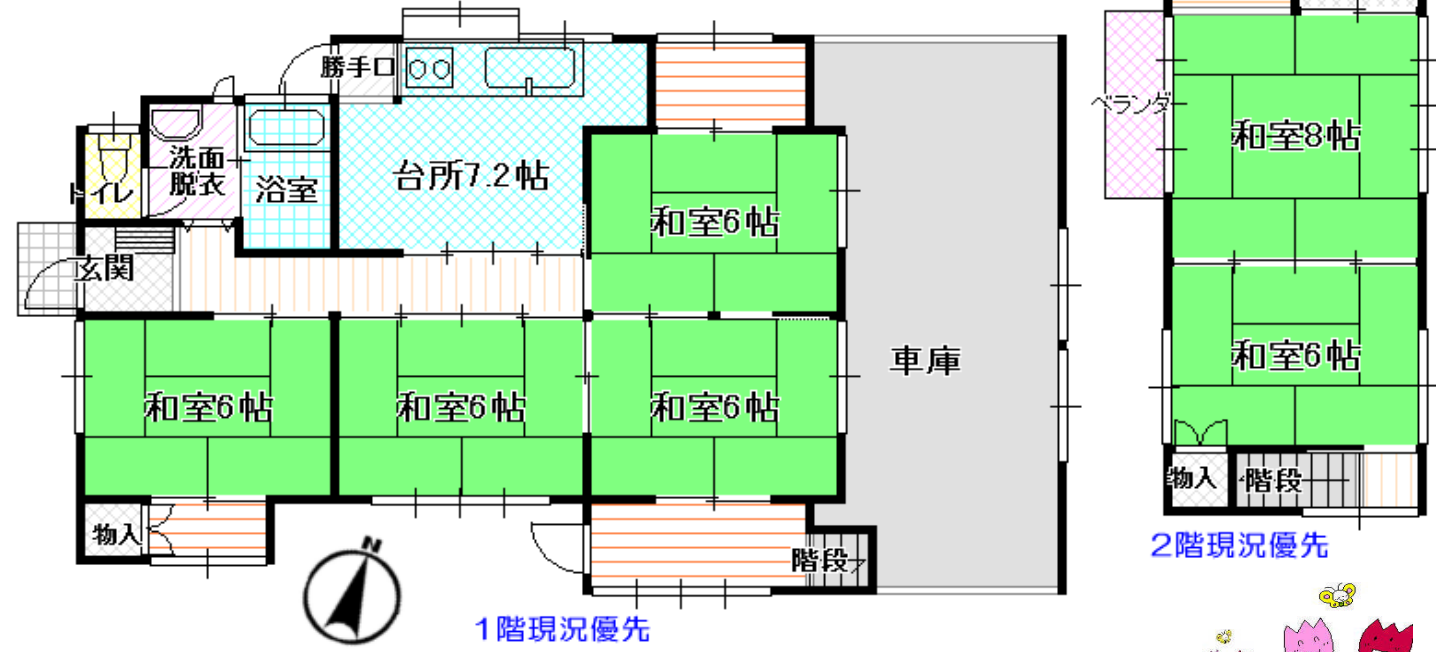 勝手口
洗面
脱衣
トイレ
浴室
台所7.2帖
和室6帖
玄関
和室6帖
和室6帖
和室6帖
車庫
物入
階段
N
1階現況優先
ベランダ
和室8帖
和室6帖
物入
階段
2階現況優先